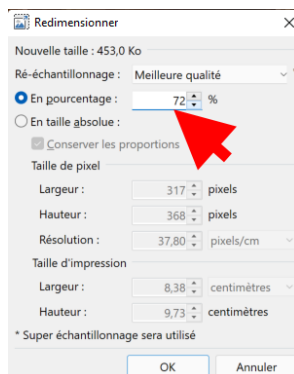 Redimensionner
Nouvelle taille : 453,0 Ko
Ré-échantillonnage : Meilleure qualité
En pourcentage : 72 %
En taille absolue :
Conserver les proportions
Taille de pixel
Largeur : 317 pixels
Hauteur : 368 pixels
Résolution : 37,80 pixels/cm
Taille d'impression
Largeur : 8,38 centimètres
Hauteur : 9,73 centimètres
* Super échantillonnage sera utilisé
OK Annuler